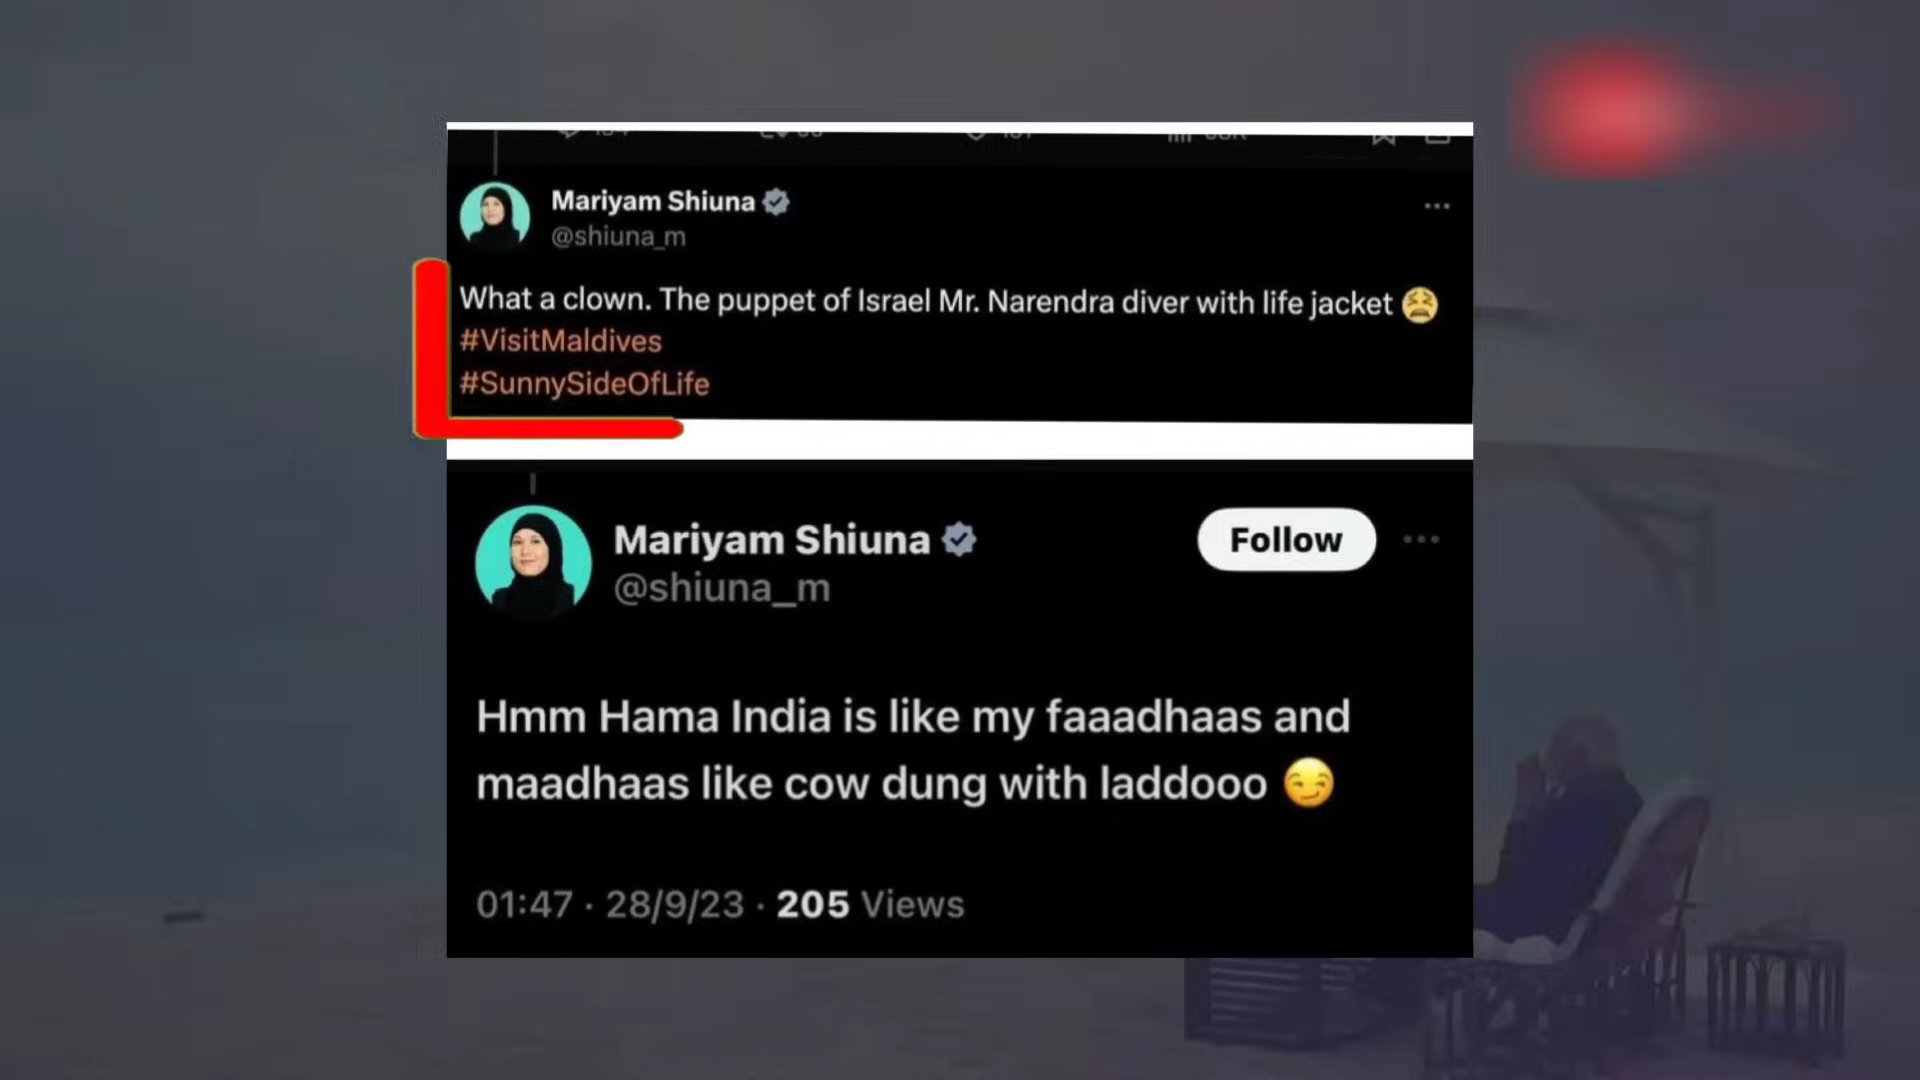 Mariyam Shiuna
@shiuna_m
What a clown. The puppet of Israel Mr. Narendra diver with life jacket 😫
#VisitMaldives
#SunnySideOfLife
Mariyam Shiuna
Follow
@shiuna_m
Hmm Hama India is like my faaadhaas and
maadhaas like cow dung with laddooo 😏
01:47 · 28/9/23 · 205 Views